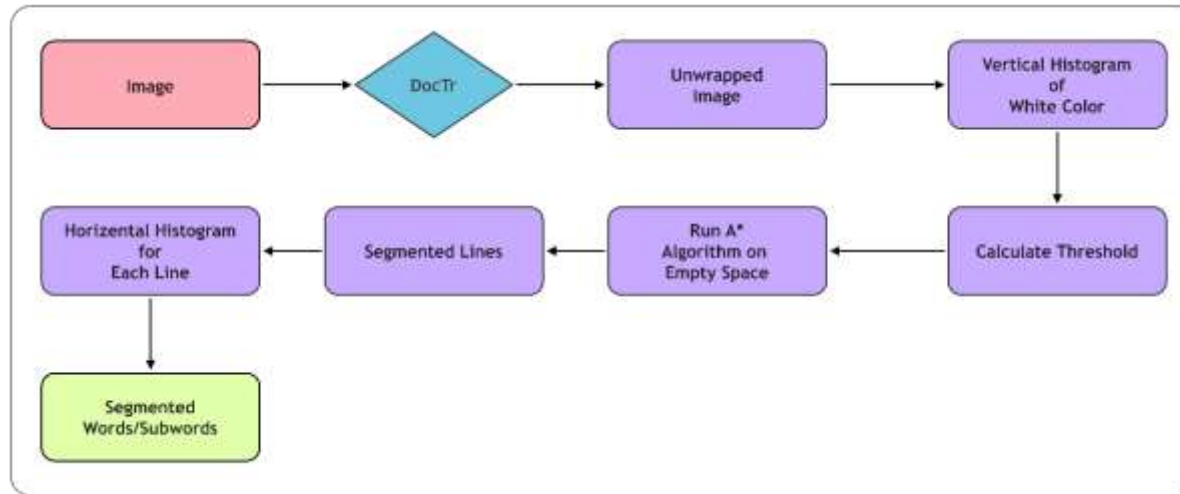 Image
DocTr
Unwrapped
Image
Vertical Histogram
of
White Color
Calculate Threshold
Run A*
Algorithm on
Empty Space
Segmented Lines
Horizental Histogram
for
Each Line
Segmented
Words/Subwords